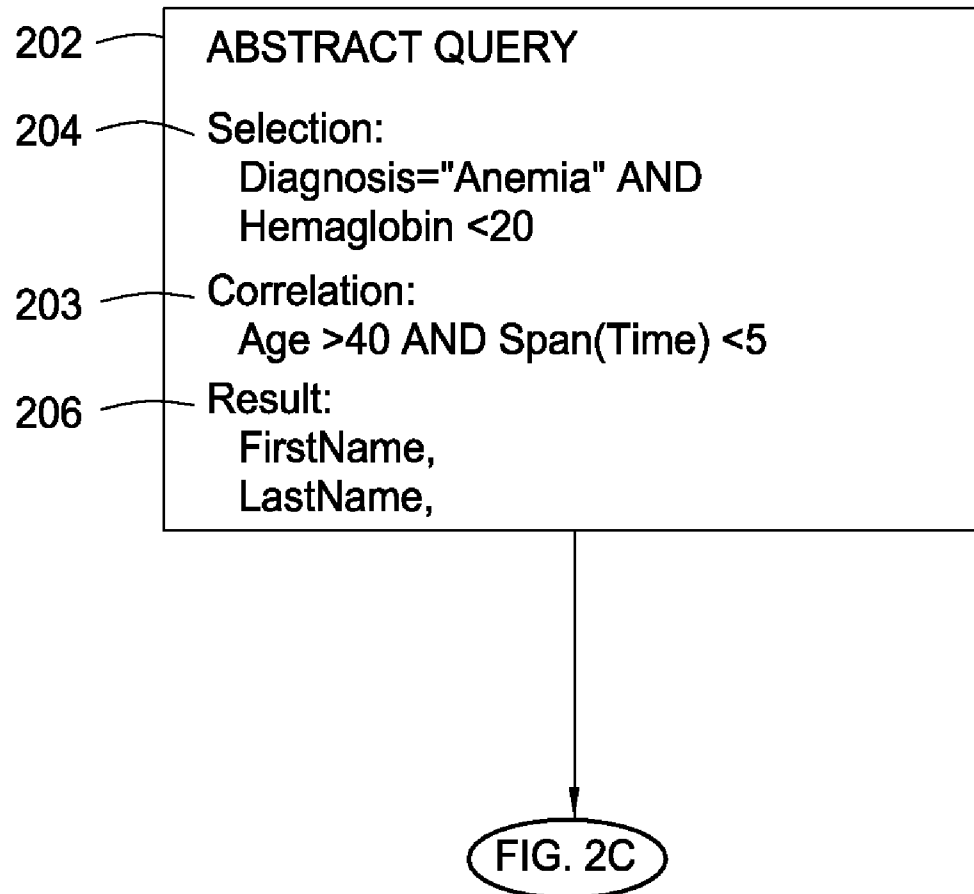 202 ABSTRACT QUERY
204 Selection:
Diagnosis="Anemia" AND
Hemaglobin <20
203 Correlation:
Age >40 AND Span(Time) <5
206 Result:
FirstName,
LastName,
FIG. 2C